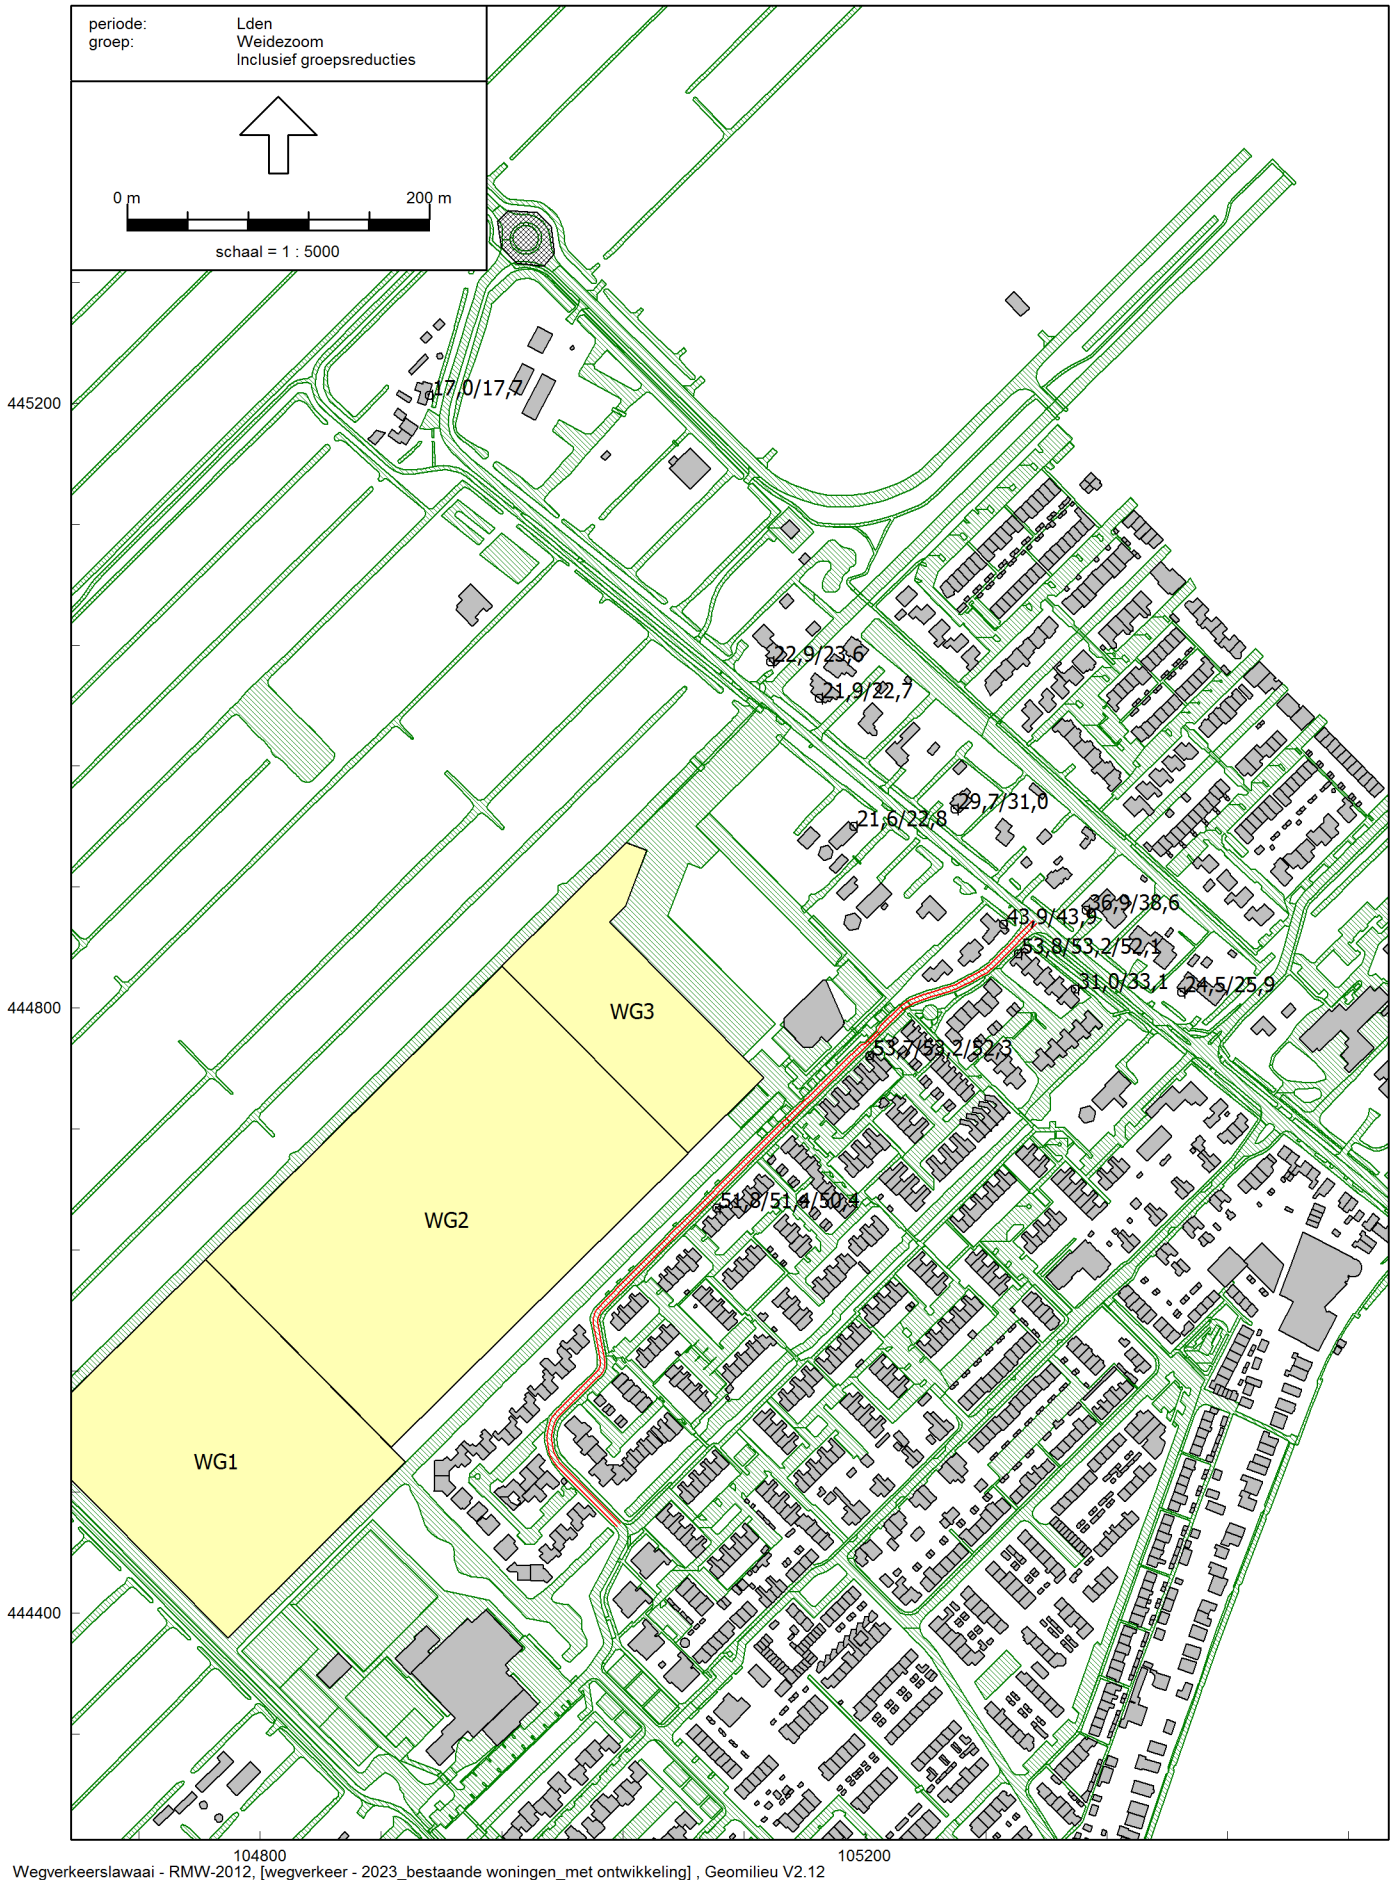 periode: Lden
groep: Weidezoom
Inclusief groepsreducties
0 m 200 m
schaal = 1 : 5000
17,0/17,7
445200
22,9/23,6
21,9/22,7
29,7/31,0
21,6/22,8
36,9/38,6
43,9/43,9
53,8/53,2/52,1
31,0/33,1
24,5/25,9
444800
WG3
53,7/53,2/52,3
51,8/51,4/50,4
WG2
WG1
444400
104800 105200
Wegverkeerslawaai - RMW-2012, [wegverkeer - 2023_bestaande woningen_met ontwikkeling] , Geomilieu V2.12